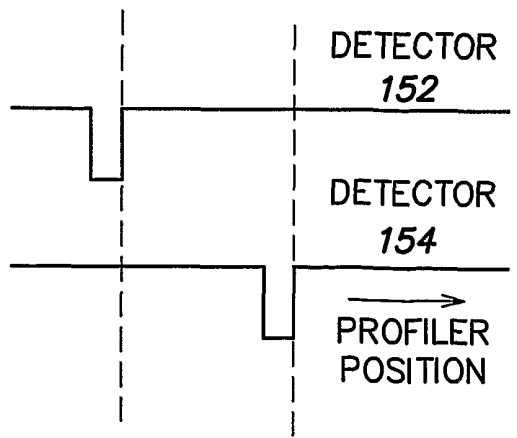 DETECTOR
152
DETECTOR
154
PROFILER
POSITION